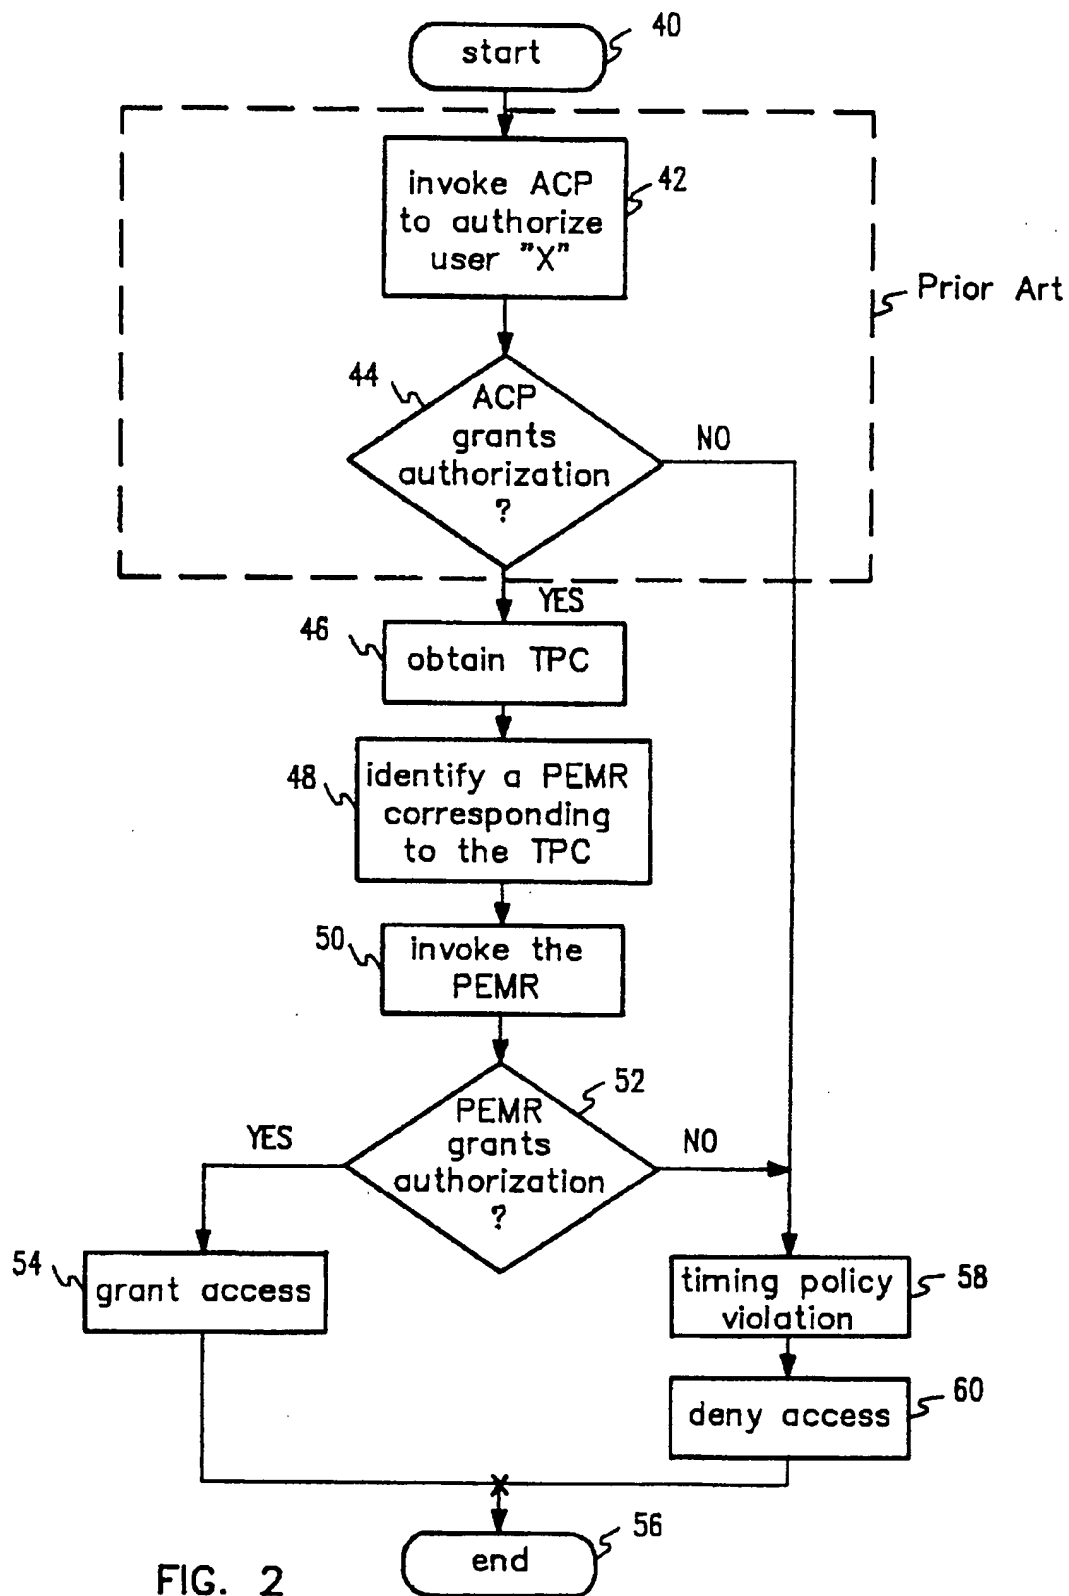 start
40
invoke ACP
to authorize
user "X"
42
Prior Art
44
ACP
grants
authorization
?
NO
YES
46
obtain TPC
48
identify a PEMR
corresponding
to the TPC
50
invoke the
PEMR
52
PEMR
grants
authorization
?
YES
NO
54
grant access
timing policy
violation
58
deny access
60
end
56
FIG. 2